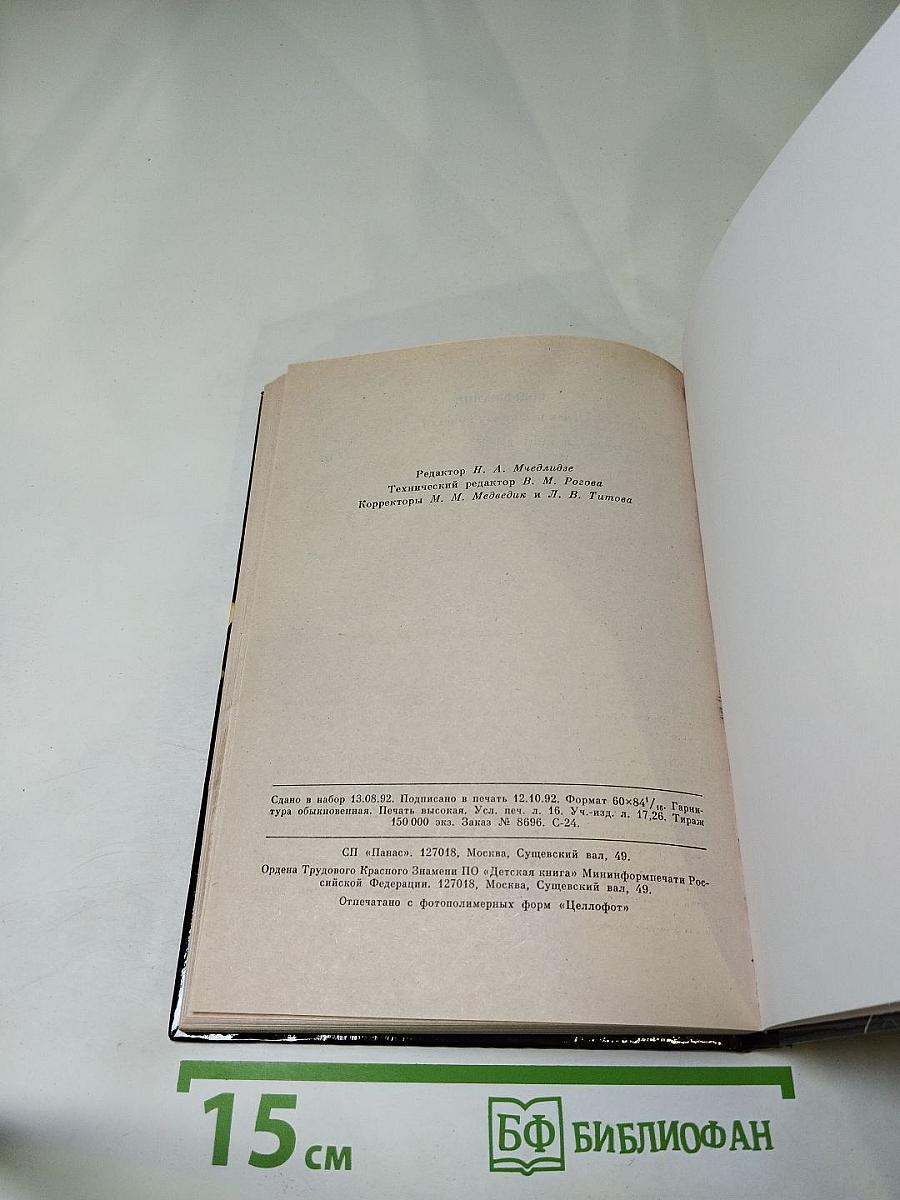 Редактор Н. А. Мчедлидзе
Технический редактор В. М. Рогова
Корректоры М. М. Медведик и Л. В. Титова
Сдано в набор 13.08.92. Подписано в печать 12.10.92. Формат 60×84¹/₁₆. Гарни-
тура обыкновенная. Печать высокая. Усл. печ. л. 16. Уч.-изд. л. 17,26. Тираж
150 000 экз. Заказ № 8696. С-24.
СП «Панас». 127018, Москва, Сущевский вал, 49.
Ордена Трудового Красного Знамени ПО «Детская книга» Мининформпечати Рос-
сийской Федерации. 127018, Москва, Сущевский вал, 49.
Отпечатано с фотополимерных форм «Целлофот»
15 см
БФ БИБЛИОФАН